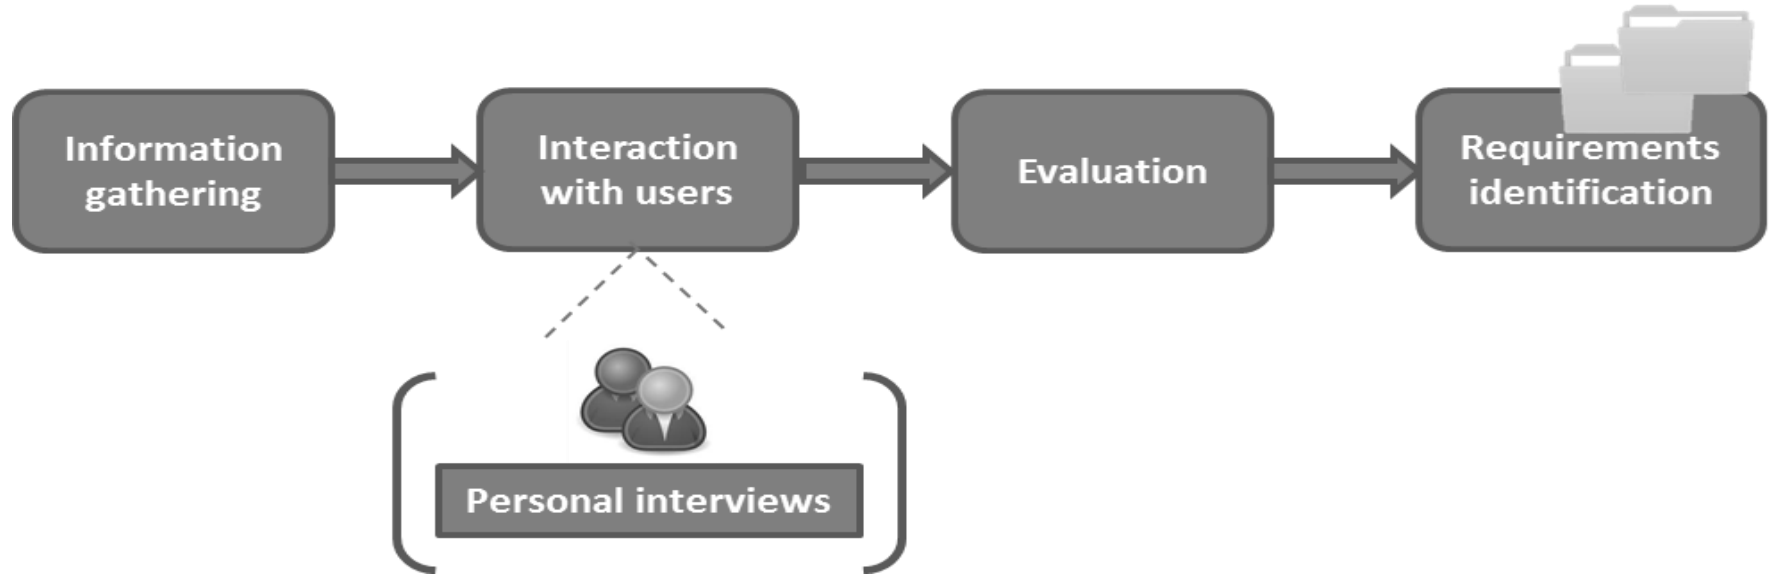 Information
gathering
Interaction
with users
Evaluation
Requirements
identification
Personal interviews